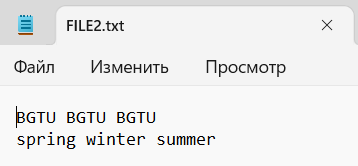 FILE2.txt
Файл Изменить Просмотр
BGTU BGTU BGTU
spring winter summer